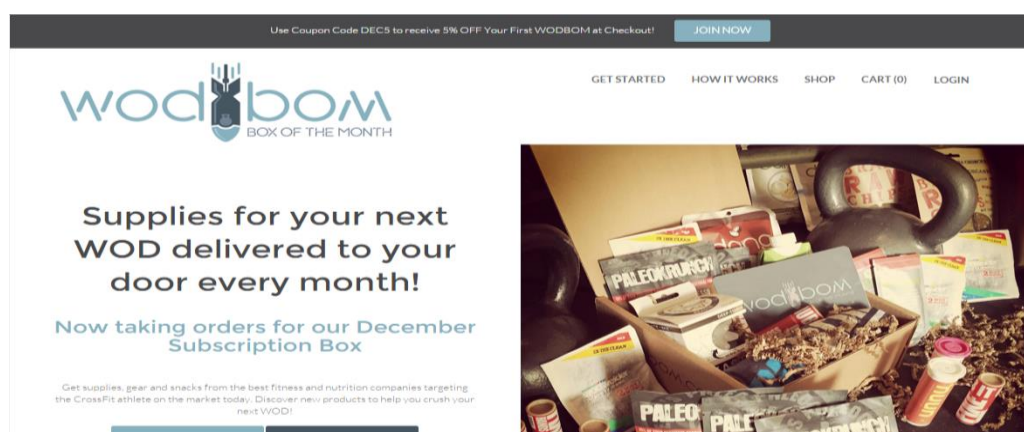 Use Coupon Code DEC5 to receive 5% OFF Your First WODBOM at Checkout!
JOIN NOW
GET STARTED HOW IT WORKS SHOP CART (0) LOGIN
wodbom
BOX OF THE MONTH
Supplies for your next
WOD delivered to your
door every month!
Now taking orders for our December
Subscription Box
Get supplies, gear and snacks from the best fitness and nutrition companies targeting
the CrossFit athlete on the market today. Discover new products to help you crush your
next WOD!
PALEOKRUNCH
wodbom
PALEO
PALE